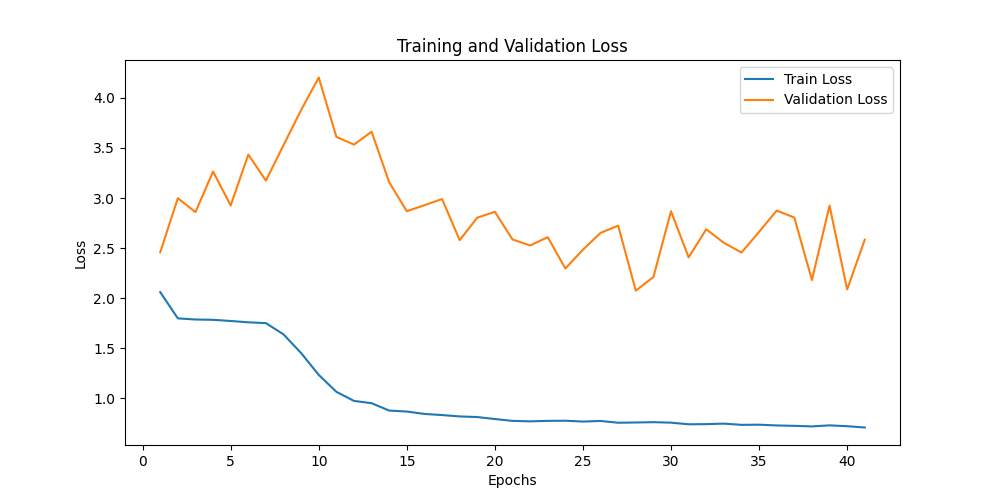 Training and Validation Loss
Train Loss
Validation Loss
4.0
3.5
3.0
2.5
2.0
1.5
1.0
Loss
0 5 10 15 20 25 30 35 40
Epochs